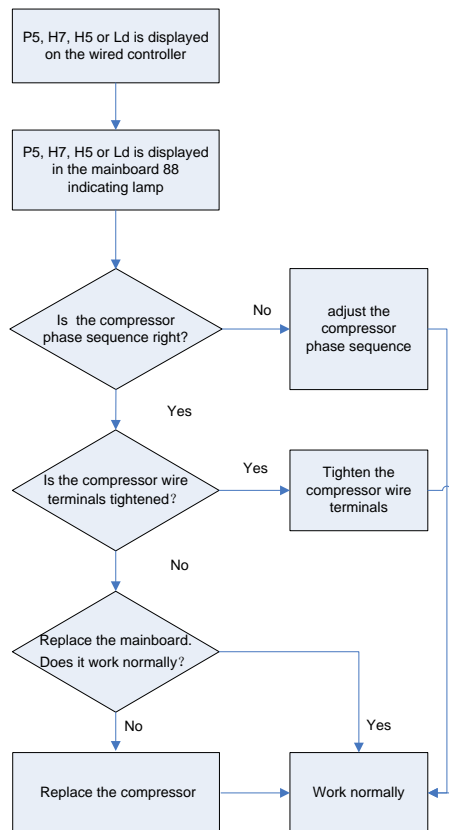 P5, H7, H5 or Ld is displayed
on the wired controller
P5, H7, H5 or Ld is displayed
in the mainboard 88
indicating lamp
Is the compressor
phase sequence right?
No
adjust the
compressor
phase sequence
Yes
Is the compressor wire
terminals tightened？
Yes
Tighten the
compressor wire
terminals
No
Replace the mainboard.
Does it work normally？
No
Yes
Replace the compressor
Work normally